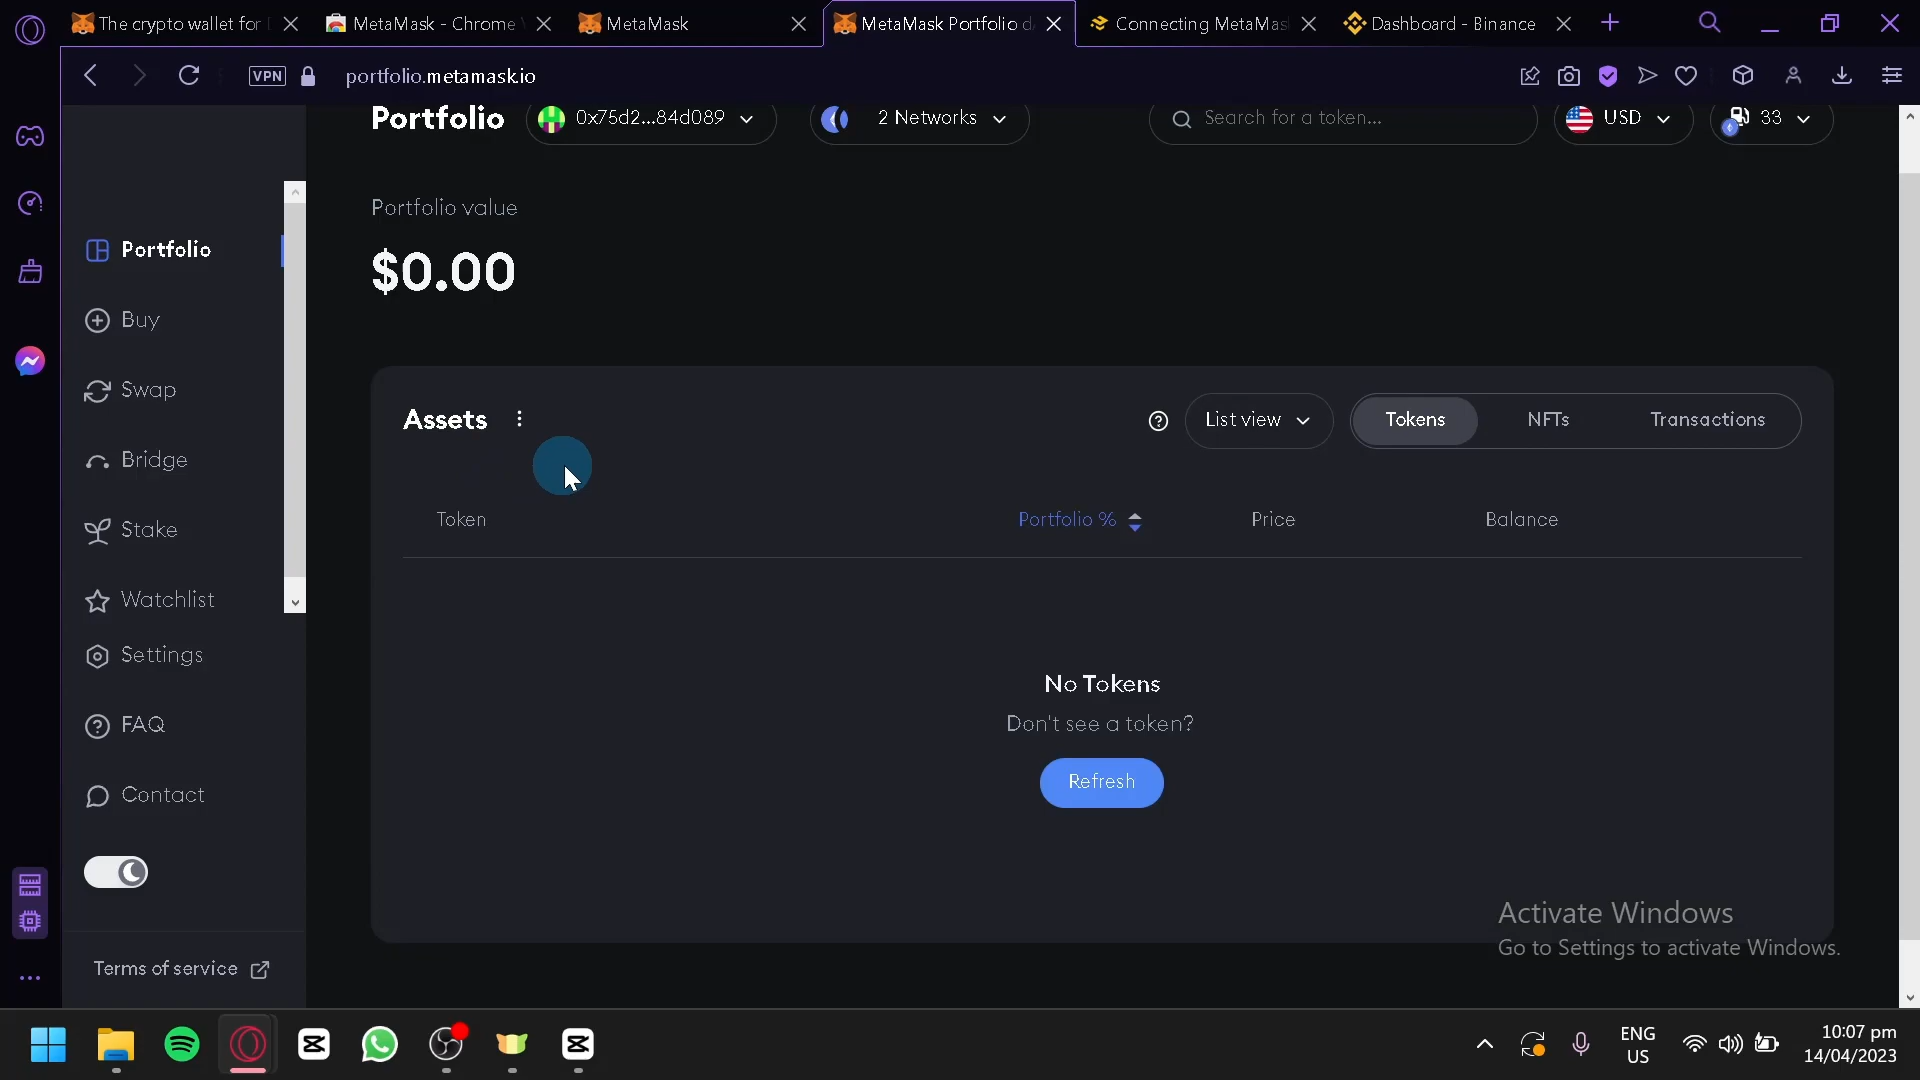 The crypto wallet for
MetaMask - Chrome
MetaMask
MetaMask Portfolio d
Connecting MetaMas
Dashboard - Binance
VPN
portfolio.metamask.io
Portfolio
0x75d2...84d089
2 Networks
Search for a token...
USD
33
Portfolio value
$0.00
Portfolio
Buy
Swap
Bridge
Stake
Watchlist
Settings
FAQ
Contact
Terms of service
Assets
List view
Tokens
NFTs
Transactions
Token
Portfolio %
Price
Balance
No Tokens
Don't see a token?
Refresh
Activate Windows
Go to Settings to activate Windows.
ENG
US
10:07 pm
14/04/2023